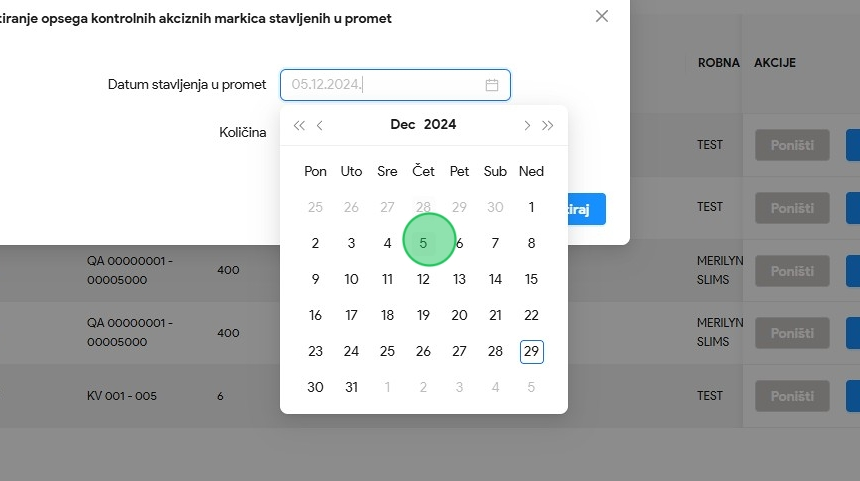 tiranje opsega kontrolnih akciznih markica stavljenih u promet
ROBNA AKCIJE
Datum stavljenja u promet 05.12.2024.
Količina
Dec 2024
Pon Uto Sre Čet Pet Sub Ned
25 26 27 28 29 30 1
2 3 4 5 6 7 8
9 10 11 12 13 14 15
16 17 18 19 20 21 22
23 24 25 26 27 28 29
30 31 1 2 3 4 5
TEST Poništi
TEST Poništi
tiraj
QA 00000001 -
00005000
400
MERILYN
SLIMS
Poništi
QA 00000001 -
00005000
400
MERILYN
SLIMS
Poništi
KV 001 - 005 6 TEST Poništi